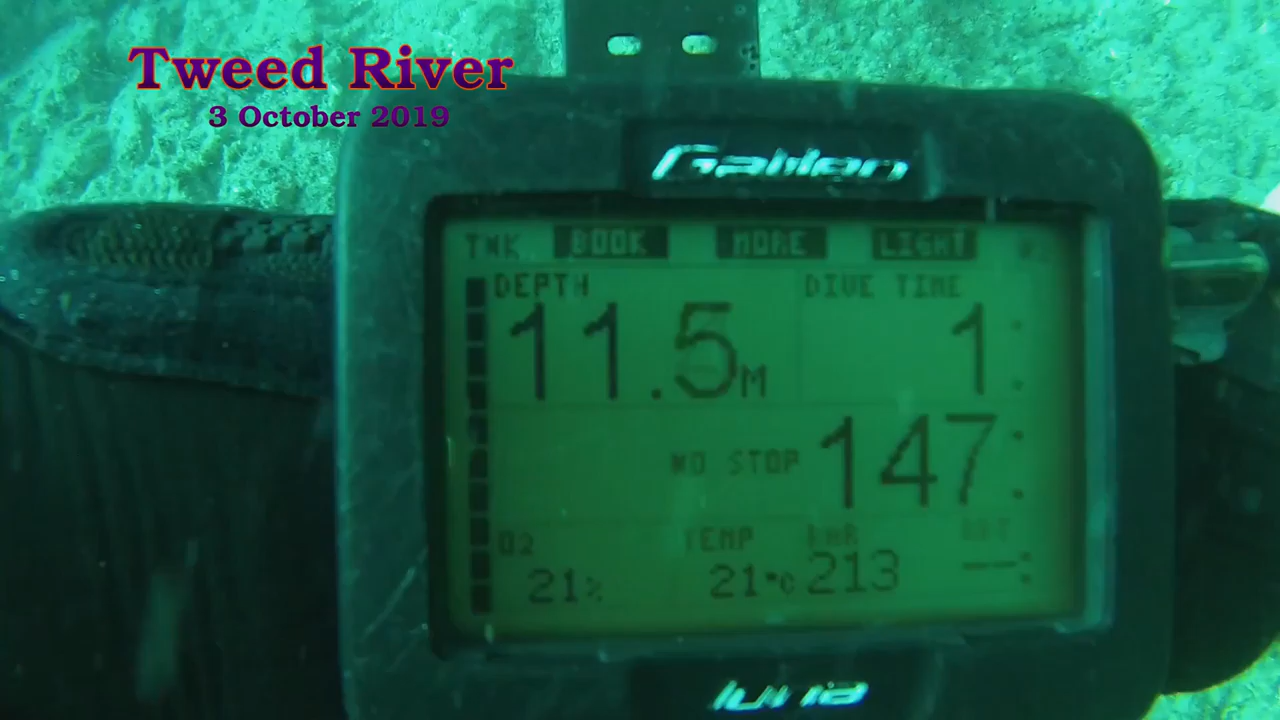 Tweed River
3 October 2019
Galileo
TNK BOOK MORE LIGHT
DEPTH DIVE TIME
11.5M 1:
NO STOP 147:
O2 TEMP
21% 21°C 213 --:
luna